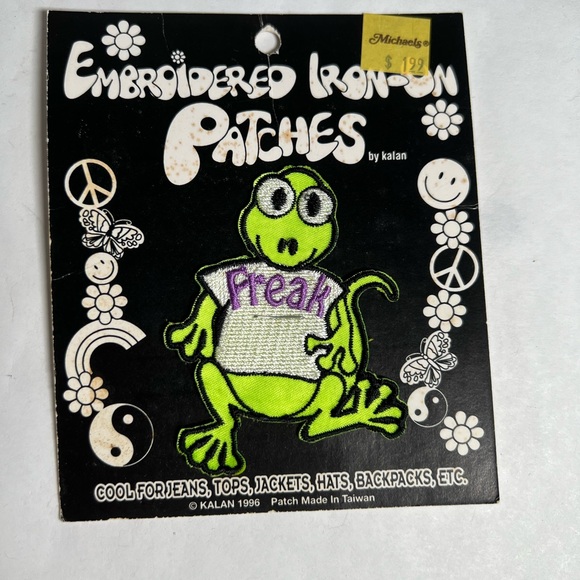 Michaels®
$ 1.99
EMBROIDERED IRON-ON
PATCHES
by kalan
Freak
COOL FOR JEANS, TOPS, JACKETS, HATS, BACKPACKS, ETC.
© KALAN 1996 Patch Made In Taiwan